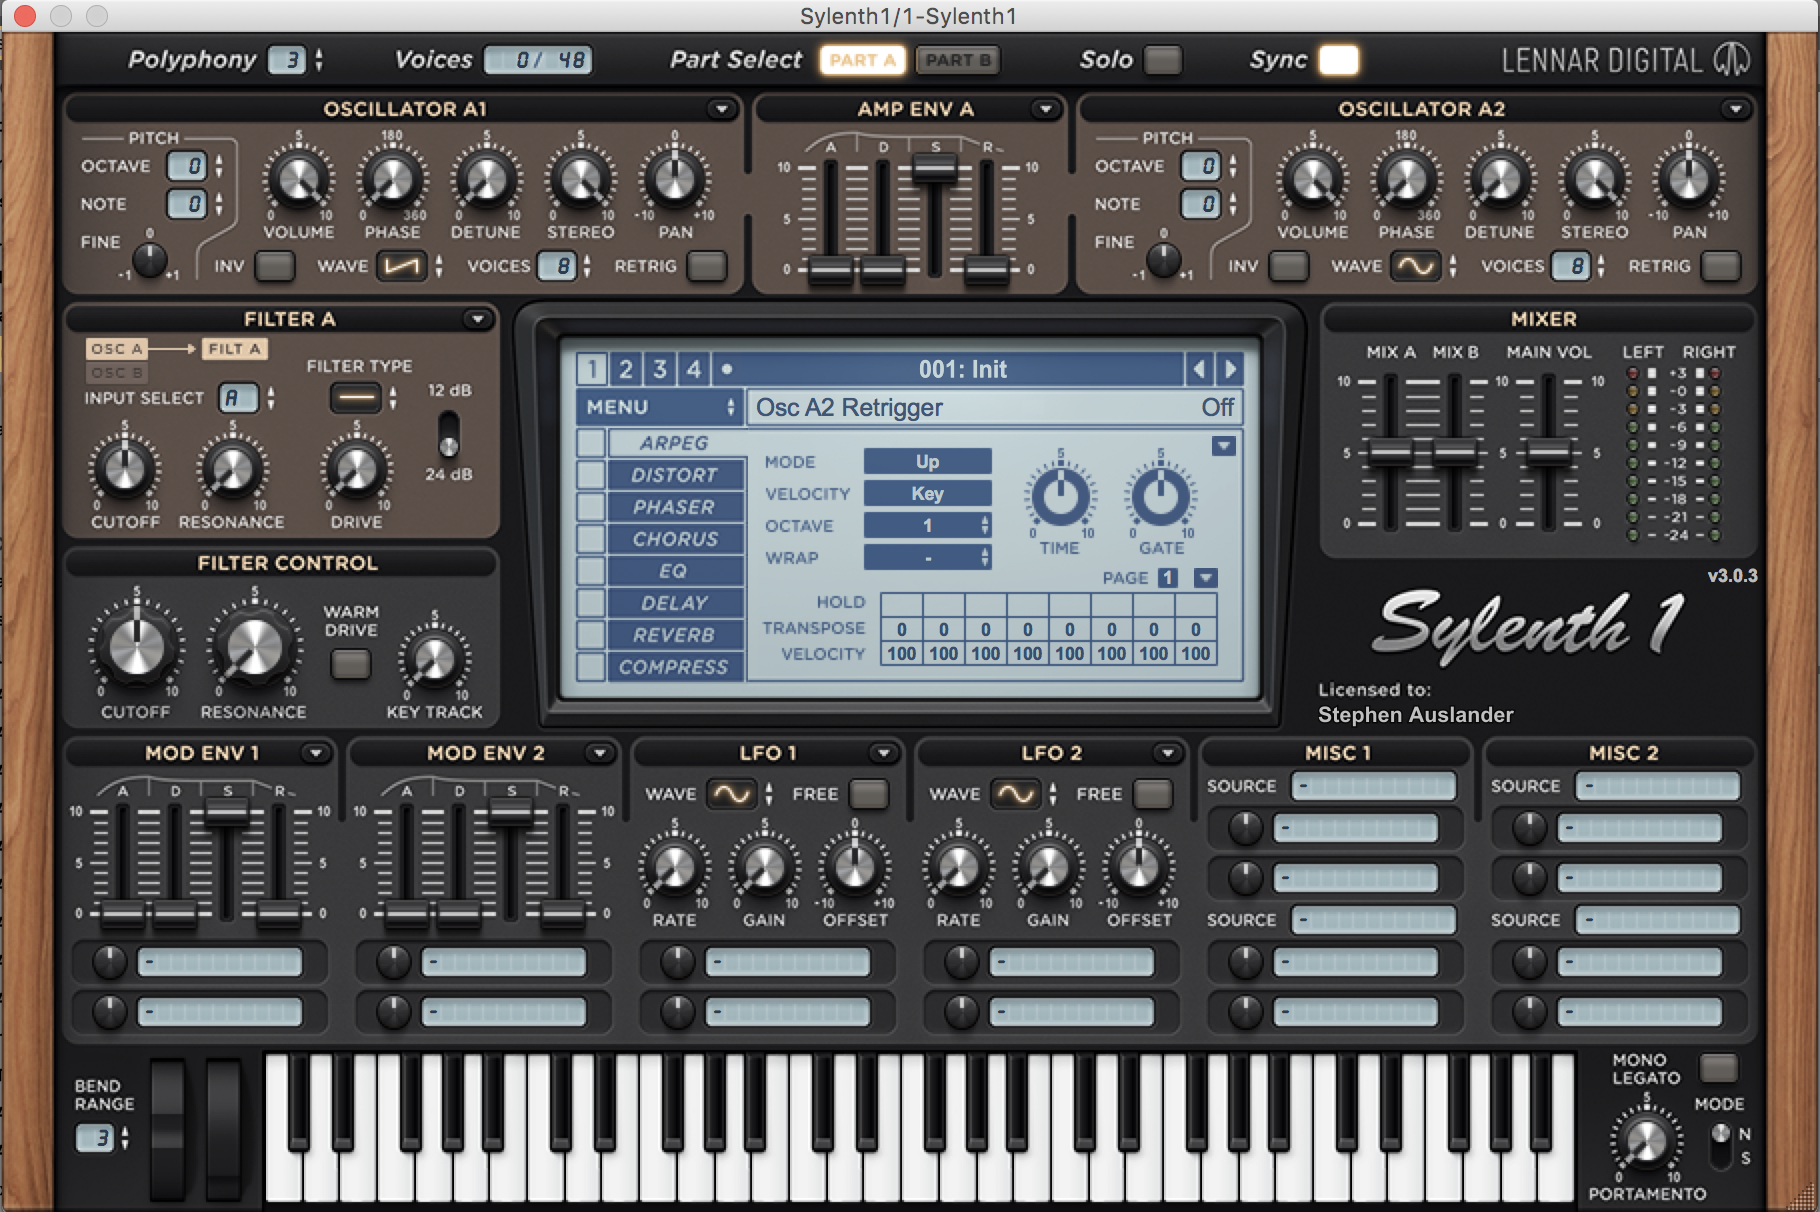 Sylenth1/1-Sylenth1
Polyphony 3 Voices 0/ 48 Part Select PART A PART B Solo Sync LENNAR DIGITAL
OSCILLATOR A1
PITCH
OCTAVE 0
NOTE 0
FINE 0 -1 +1
5 0 10 VOLUME
180 0 360 PHASE
5 0 10 DETUNE
5 0 10 STEREO
0 -10 +10 PAN
INV WAVE VOICES 8 RETRIG
AMP ENV A
A D S R
10 10
5 5
0 0
OSCILLATOR A2
PITCH
OCTAVE 0
NOTE 0
FINE 0 -1 +1
5 0 10 VOLUME
180 0 360 PHASE
5 0 10 DETUNE
5 0 10 STEREO
0 -10 +10 PAN
INV WAVE VOICES 8 RETRIG
FILTER A
OSC A FILT A
OSC B
INPUT SELECT A
FILTER TYPE
12 dB
24 dB
5 0 10 CUTOFF
5 0 10 RESONANCE
5 0 10 DRIVE
FILTER CONTROL
5 0 10 CUTOFF
5 0 10 RESONANCE
WARM
DRIVE
5 0 10 KEY TRACK
1 2 3 4 • 001: Init
MENU Osc A2 Retrigger Off
ARPEG
DISTORT
PHASER
CHORUS
EQ
DELAY
REVERB
COMPRESS
MODE Up
VELOCITY Key
OCTAVE 1
WRAP -
5 0 10 TIME
5 0 10 GATE
PAGE 1
HOLD
TRANSPOSE 0 0 0 0 0 0 0 0
VELOCITY 100 100 100 100 100 100 100 100
MIXER
MIX A MIX B MAIN VOL LEFT RIGHT
10 10 10
5 5 5
0 0 0
+3
-0
-3
-6
-9
-12
-15
-18
-21
-24
v3.0.3
Sylenth1
Licensed to:
Stephen Auslander
MOD ENV 1
A D S R
10 10
5 5
0 0
-
-
MOD ENV 2
A D S R
10 10
5 5
0 0
-
-
LFO 1
WAVE FREE
5 0 10 RATE
5 0 10 GAIN
0 -10 +10 OFFSET
-
-
LFO 2
WAVE FREE
5 0 10 RATE
5 0 10 GAIN
0 -10 +10 OFFSET
-
-
MISC 1
SOURCE -
-
-
SOURCE -
-
-
MISC 2
SOURCE -
-
-
SOURCE -
-
-
BEND
RANGE
3
MONO
LEGATO
MODE
N
S
5 0 10
PORTAMENTO